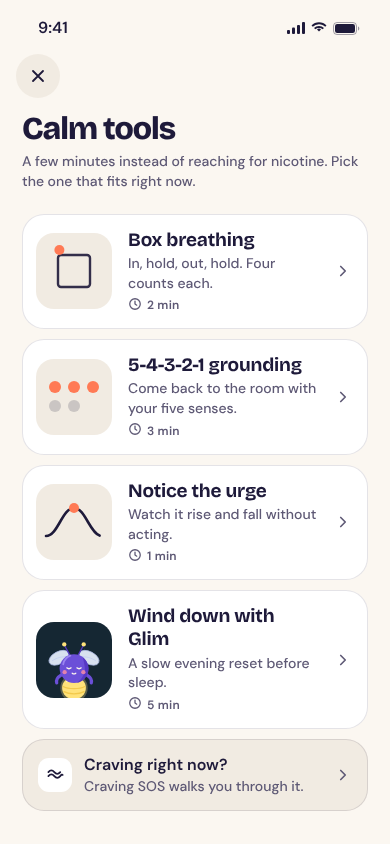 9:41
Calm tools
A few minutes instead of reaching for nicotine. Pick
the one that fits right now.
Box breathing
In, hold, out, hold. Four
counts each.
2 min
5-4-3-2-1 grounding
Come back to the room with
your five senses.
3 min
Notice the urge
Watch it rise and fall without
acting.
1 min
Wind down with
Glim
A slow evening reset before
sleep.
5 min
Craving right now?
Craving SOS walks you through it.